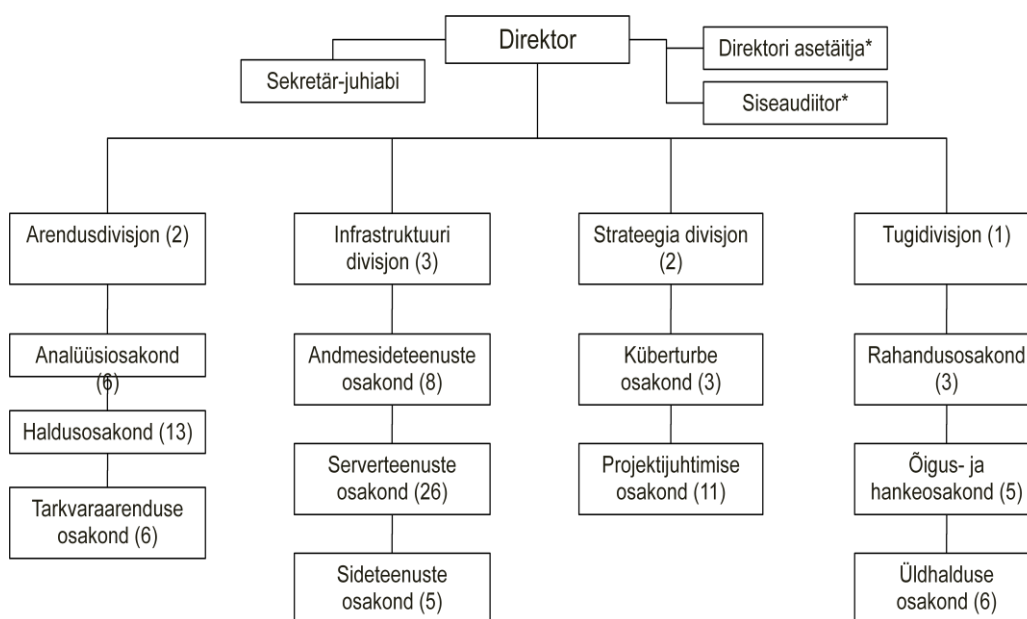 Direktor
Direktori asetäitja*
Sekretär-juhiabi
Siseaudiitor*
Arendusdivisjon (2)
Infrastruktuuri
divisjon (3)
Strateegia divisjon
(2)
Tugidivisjon (1)
Analüüsiosakond
(6)
Andmesideteenuste
osakond (8)
Küberturbe
osakond (3)
Rahandusosakond
(3)
Haldusosakond (13)
Serverteenuste
osakond (26)
Projektijuhtimise
osakond (11)
Õigus- ja
hankeosakond (5)
Tarkvaraarenduse
osakond (6)
Sideteenuste
osakond (5)
Üldhalduse
osakond (6)